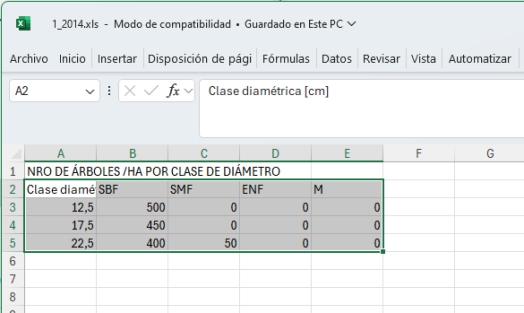 1_2014.xls - Modo de compatibilidad • Guardado en Este PC
Archivo Inicio Insertar Disposición de pági Fórmulas Datos Revisar Vista Automatizar
A2 fx Clase diamétrica [cm]
A B C D E F G
1 NRO DE ÁRBOLES /HA POR CLASE DE DIÁMETRO
2 Clase diamé SBF SMF ENF M
3 12,5 500 0 0 0
4 17,5 450 0 0 0
5 22,5 400 50 0 0
6
7
8